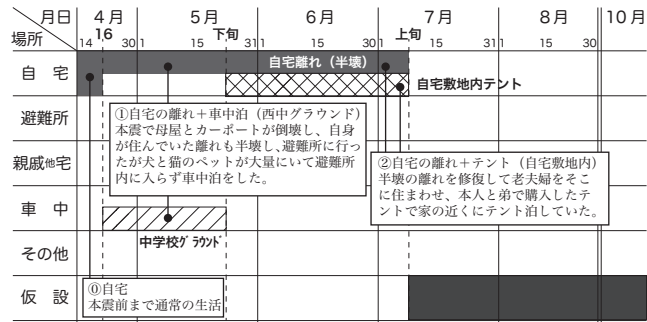 月日 4月 5月 6月 7月 8月 10月
場所 14 16 30 1 15 下旬 31 1 15 30 1 上旬 15 31 1 15 30
自宅 自宅離れ（半壊）
自宅敷地内テント
避難所
①自宅の離れ＋車中泊（西中グラウンド）
本震で母屋とカーポートが倒壊し、自身
が住んでいた離れも半壊し、避難所に行っ
たが犬と猫のペットが大量にいて避難所
内に入らず車中泊をした。
親戚他宅
②自宅の離れ＋テント（自宅敷地内）
半壊の離れを修復して老夫婦をそこ
に住まわせ、本人と弟で購入したテ
ントで家の近くにテント泊していた。
車中
中学校ｸﾞﾗｳﾝﾄﾞ
その他
仮設
⓪自宅
本震前まで通常の生活